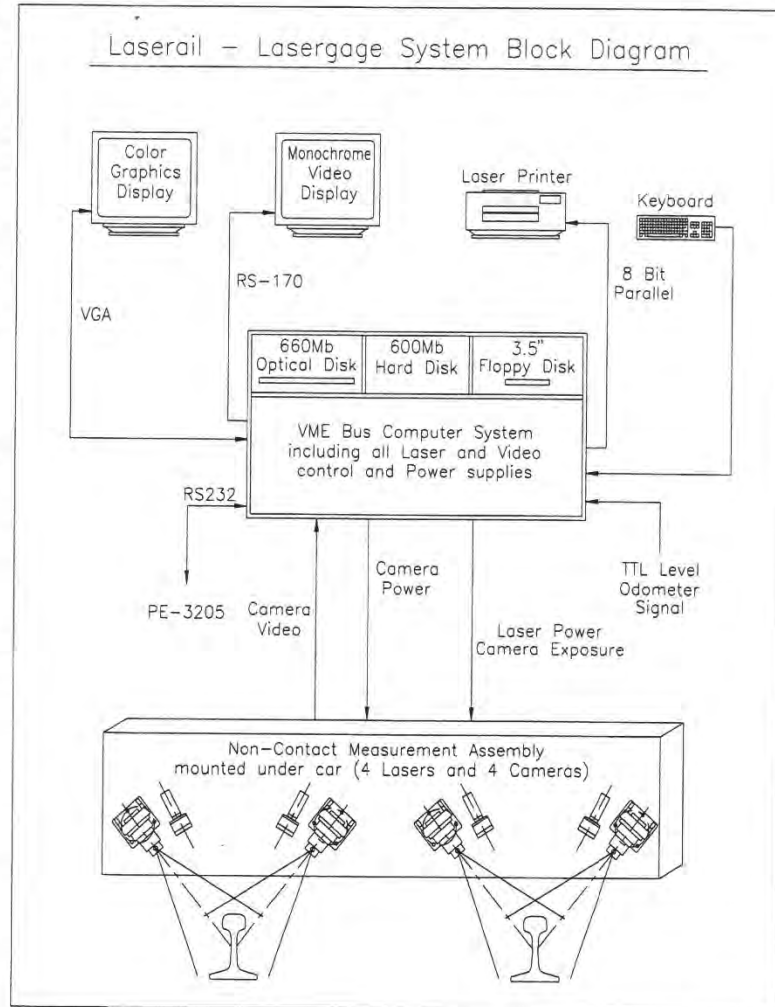 Laserail – Lasergage System Block Diagram
Color
Graphics
Display
Monochrome
Video
Display
Laser Printer
Keyboard
VGA
RS-170
8 Bit
Parallel
660Mb
Optical Disk
600Mb
Hard Disk
3.5"
Floppy Disk
VME Bus Computer System
including all Laser and Video
control and Power supplies
RS232
PE-3205
Camera
Video
Camera
Power
Laser Power
Camera Exposure
TTL Level
Odometer
Signal
Non-Contact Measurement Assembly
mounted under car (4 Lasers and 4 Cameras)